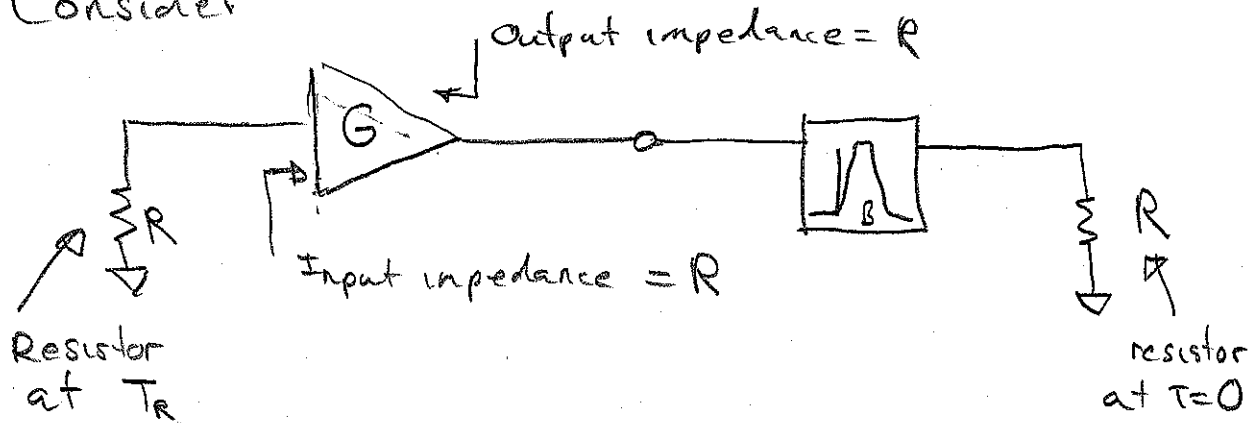 Consider
Output impedance = R
G
B
R
R
Input impedance = R
Resistor
at T_R
resistor
at T=0